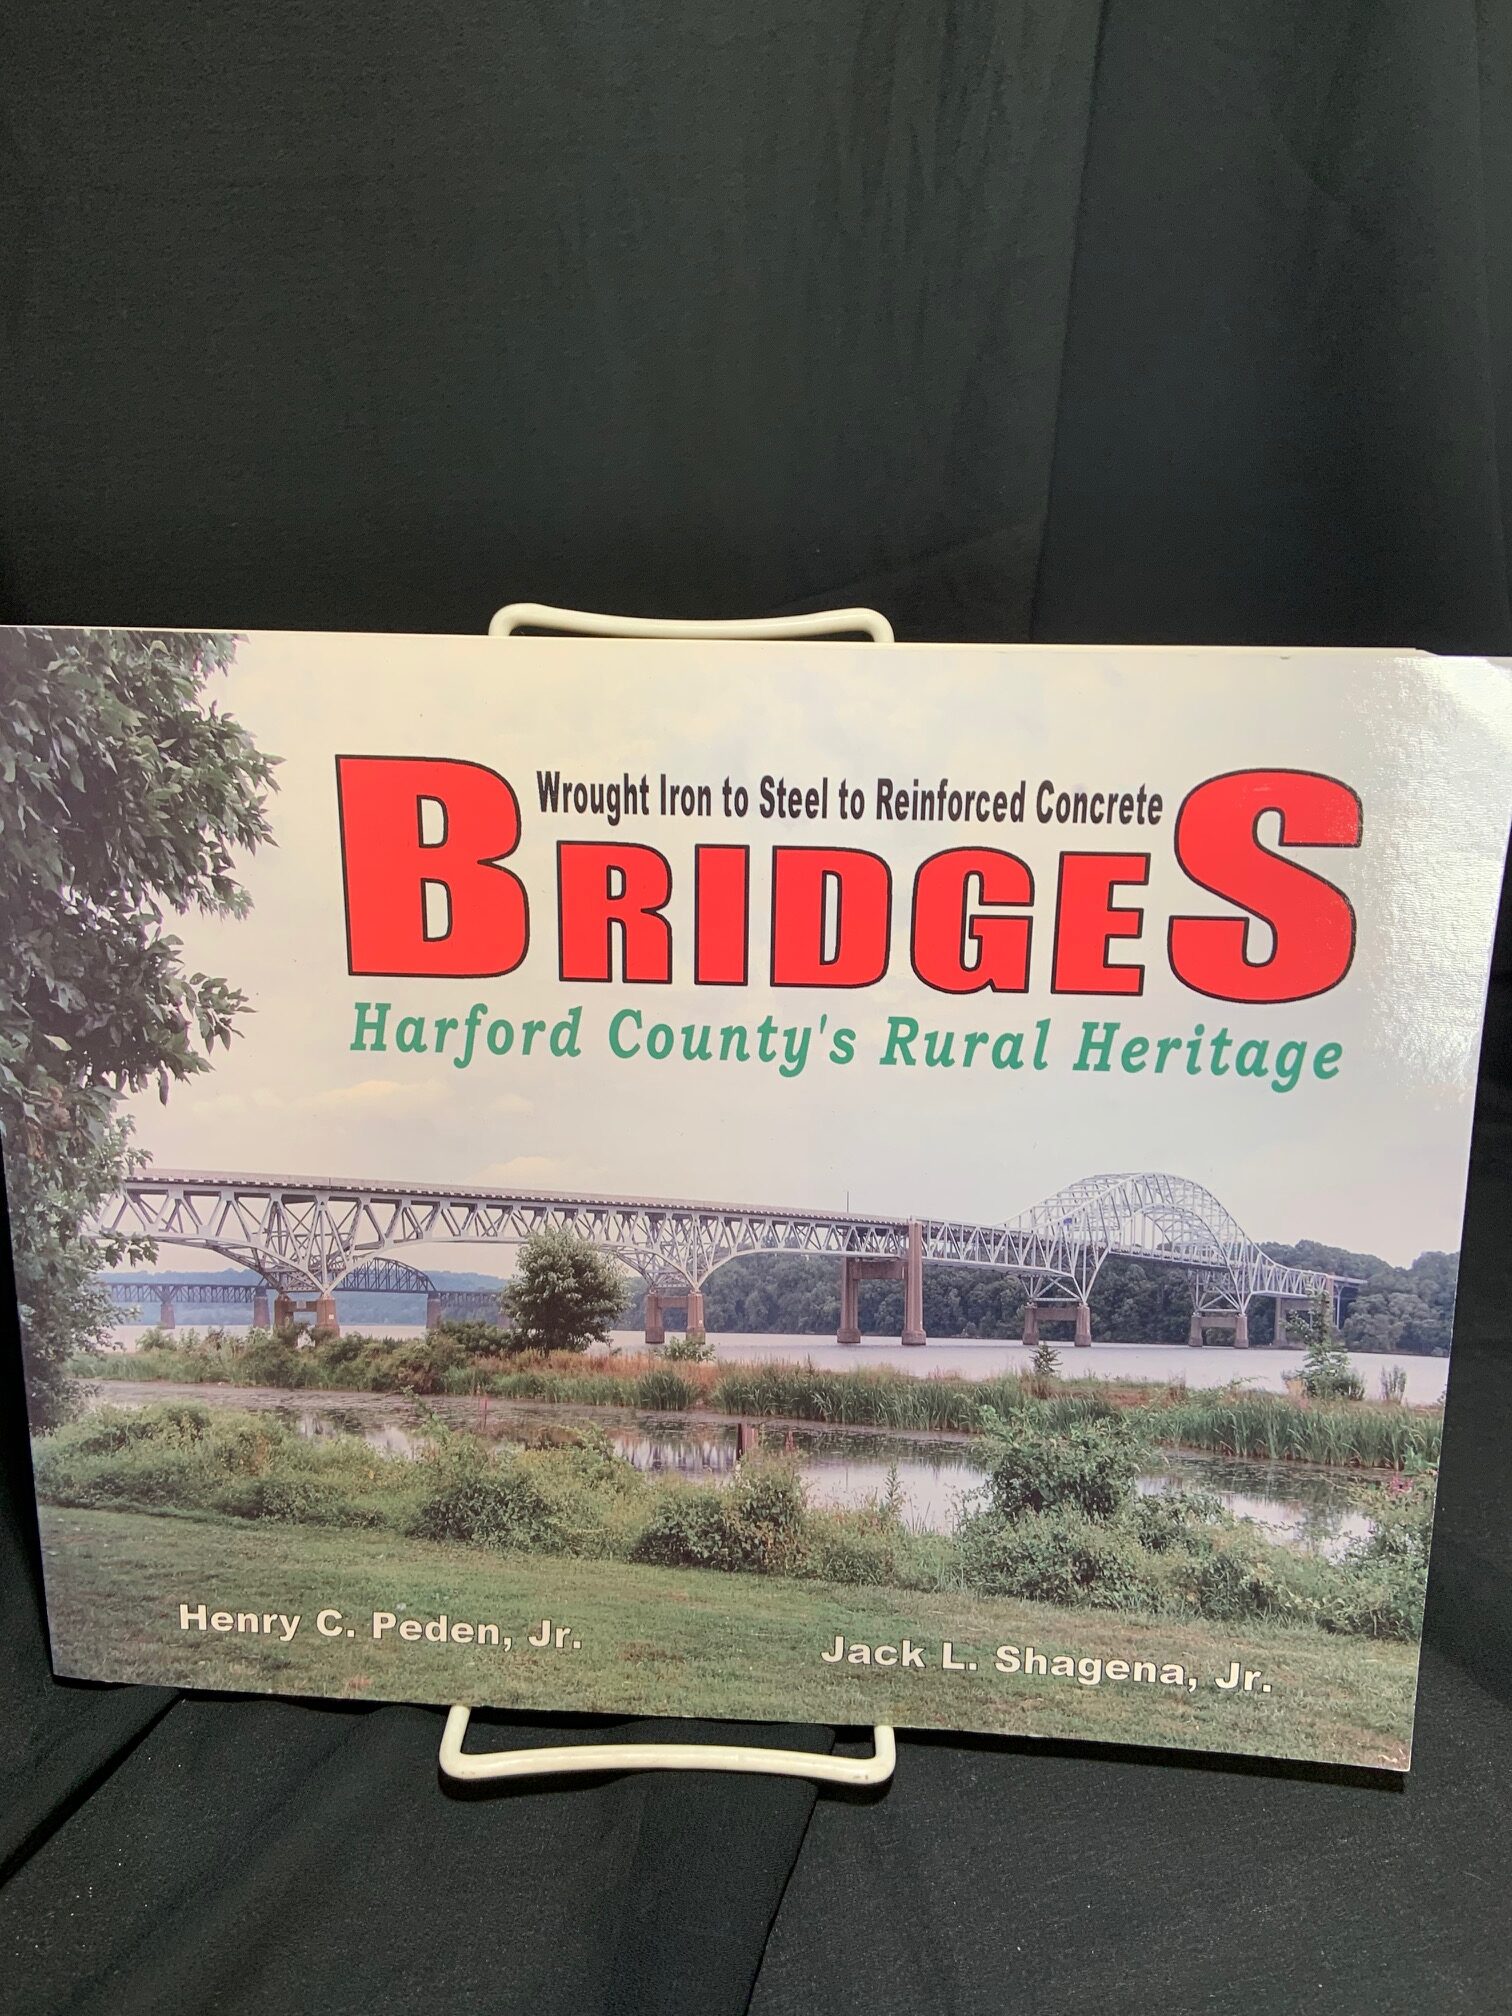 Wrought Iron to Steel to Reinforced Concrete
BRIDGES
Harford County's Rural Heritage
Henry C. Peden, Jr.
Jack L. Shagena, Jr.